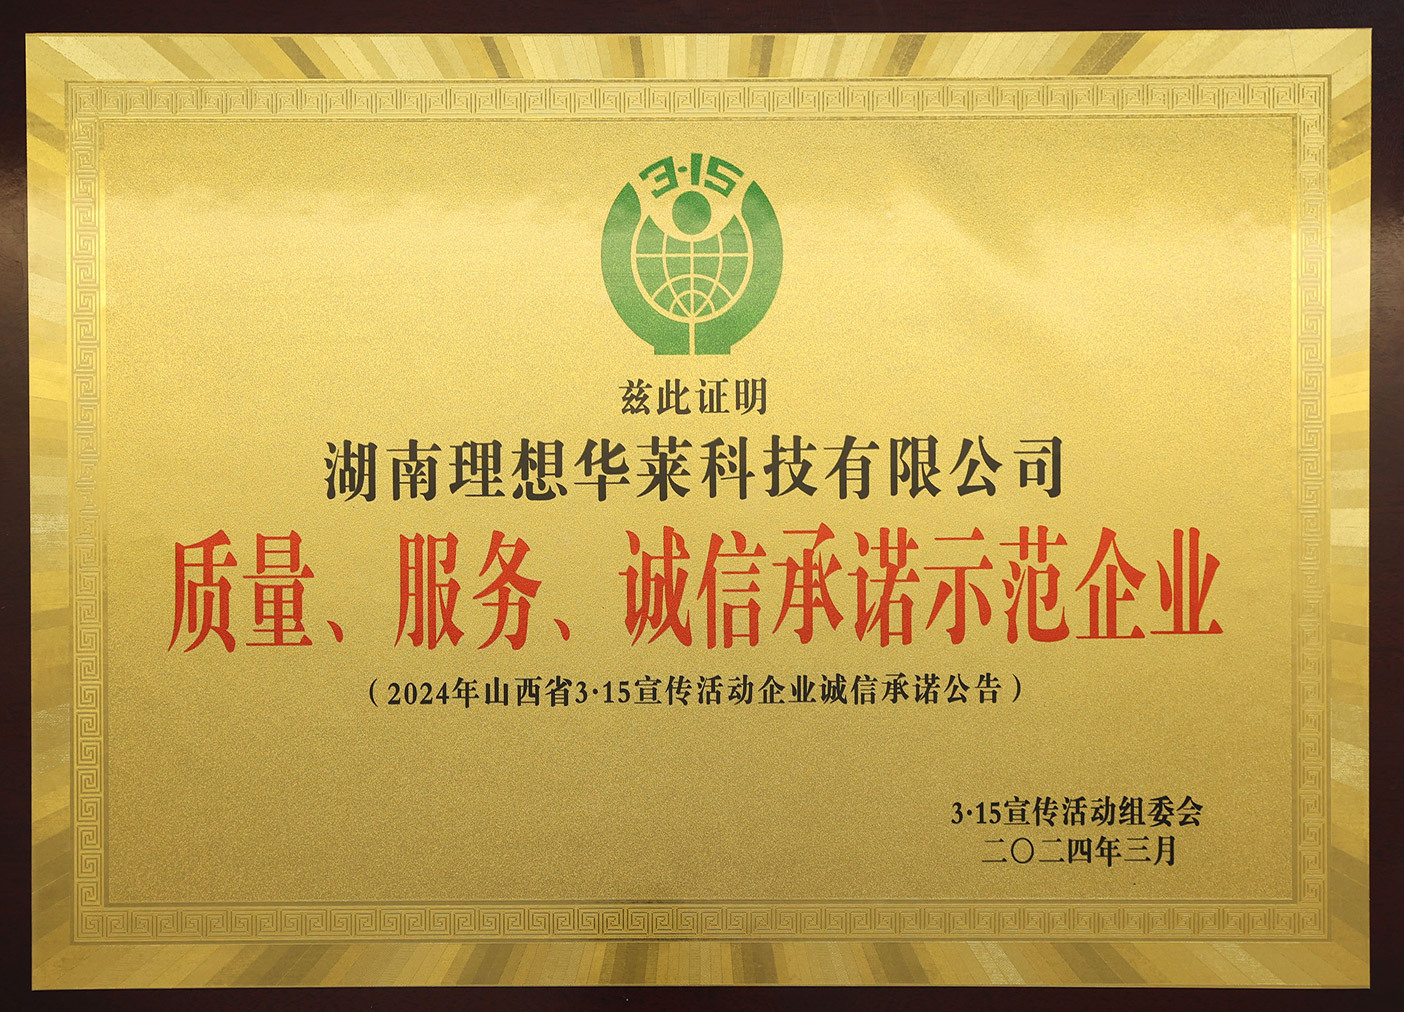 3·15
兹此证明
湖南理想华莱科技有限公司
质量、服务、诚信承诺示范企业
（2024年山西省3·15宣传活动企业诚信承诺公告）
3·15宣传活动组委会
二〇二四年三月